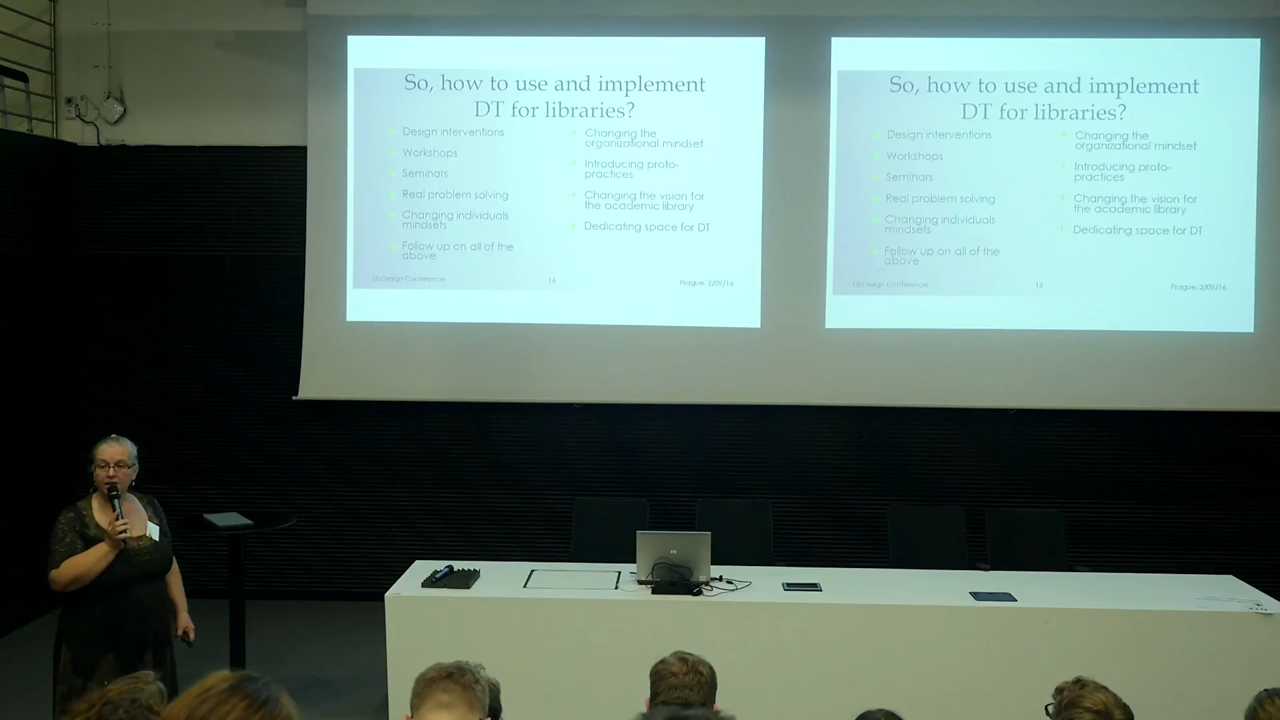 So, how to use and implement
DT for libraries?
Design interventions
Workshops
Seminars
Real problem solving
Changing individuals
mindsets
Follow up on all of the
above
Changing the
organizational mindset
Introducing proto-
practices
Changing the vision for
the academic library
Dedicating space for DT
LibDesign Conference
16
Prague, 2/09/16
So, how to use and implement
DT for libraries?
Design interventions
Workshops
Seminars
Real problem solving
Changing individuals
mindsets
Follow up on all of the
above
Changing the
organizational mindset
Introducing proto-
practices
Changing the vision for
the academic library
Dedicating space for DT
LibDesign Conference
16
Prague, 2/09/16
hp